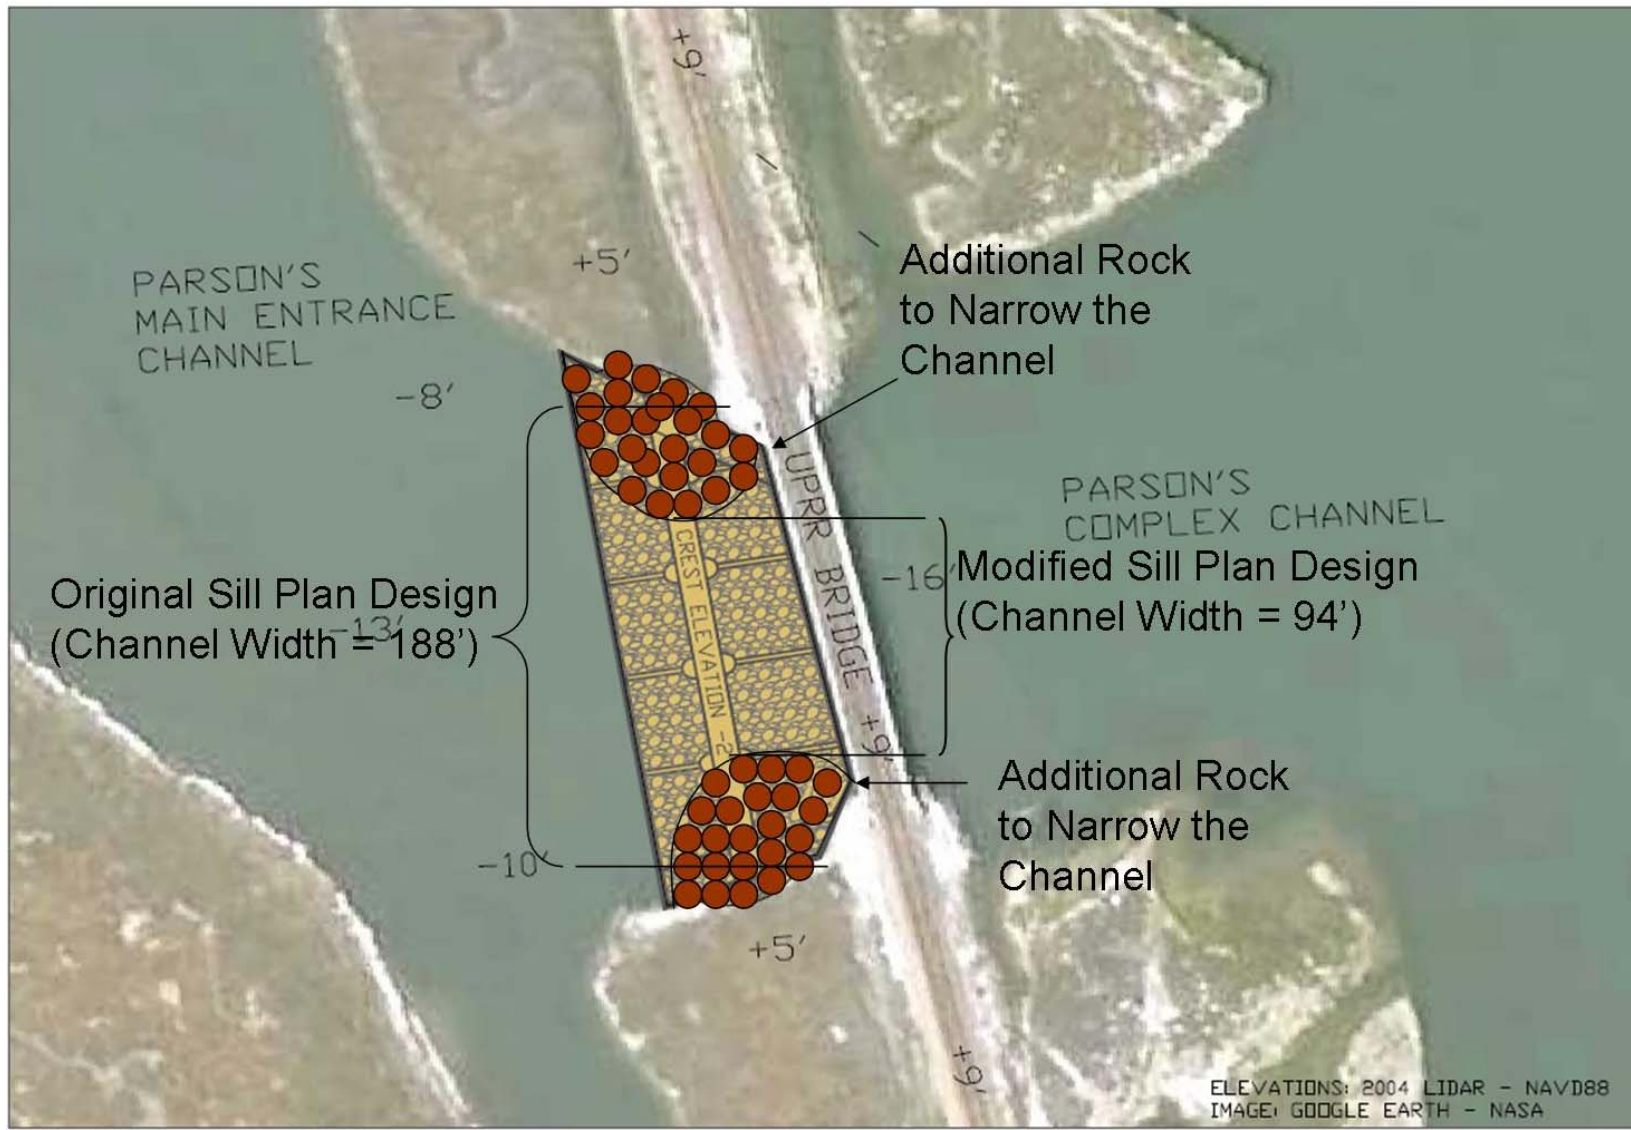 +9'
+5'
PARSON'S
MAIN ENTRANCE
CHANNEL
-8'
Additional Rock
to Narrow the
Channel
UPRR BRIDGE +9'
PARSON'S
COMPLEX CHANNEL
-16'
Modified Sill Plan Design
(Channel Width = 94')
Original Sill Plan Design
(Channel Width = 188')
-13'
CREST ELEVATION -2
Additional Rock
to Narrow the
Channel
-10'
+5'
+9'
ELEVATIONS: 2004 LIDAR - NAVD88
IMAGE: GOOGLE EARTH - NASA